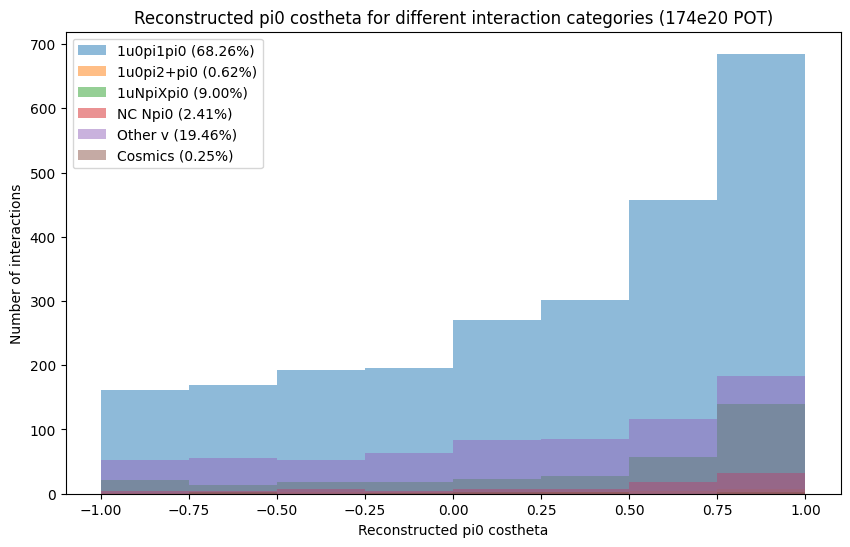 Reconstructed pi0 costheta for different interaction categories (174e20 POT)
1u0pi1pi0 (68.26%)
1u0pi2+pi0 (0.62%)
1uNpiXpi0 (9.00%)
NC Npi0 (2.41%)
Other v (19.46%)
Cosmics (0.25%)
Number of interactions
700
600
500
400
300
200
100
0
−1.00 −0.75 −0.50 −0.25 0.00 0.25 0.50 0.75 1.00
Reconstructed pi0 costheta